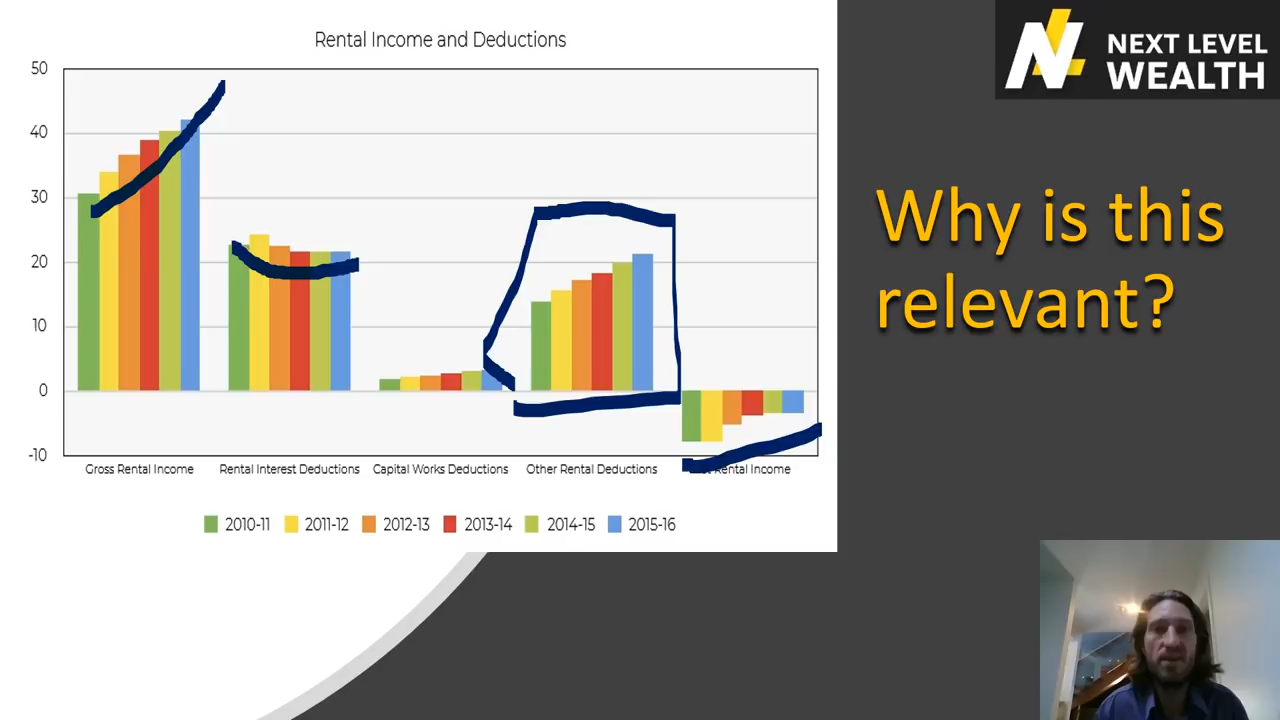 Rental Income and Deductions
50
40
30
20
10
0
-10
Gross Rental Income
Rental Interest Deductions
Capital Works Deductions
Other Rental Deductions
Rental Income
2010-11
2011-12
2012-13
2013-14
2014-15
2015-16
NEXT LEVEL
WEALTH
Why is this
relevant?